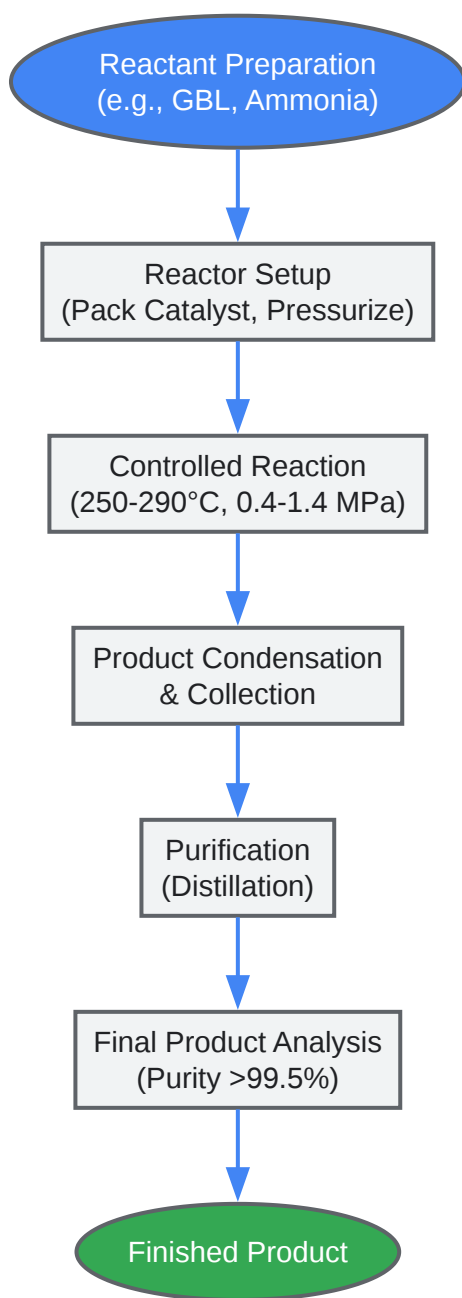 Reactant Preparation
(e.g., GBL, Ammonia)
Reactor Setup
(Pack Catalyst, Pressurize)
Controlled Reaction
(250-290°C, 0.4-1.4 MPa)
Product Condensation
& Collection
Purification
(Distillation)
Final Product Analysis
(Purity >99.5%)
Finished Product